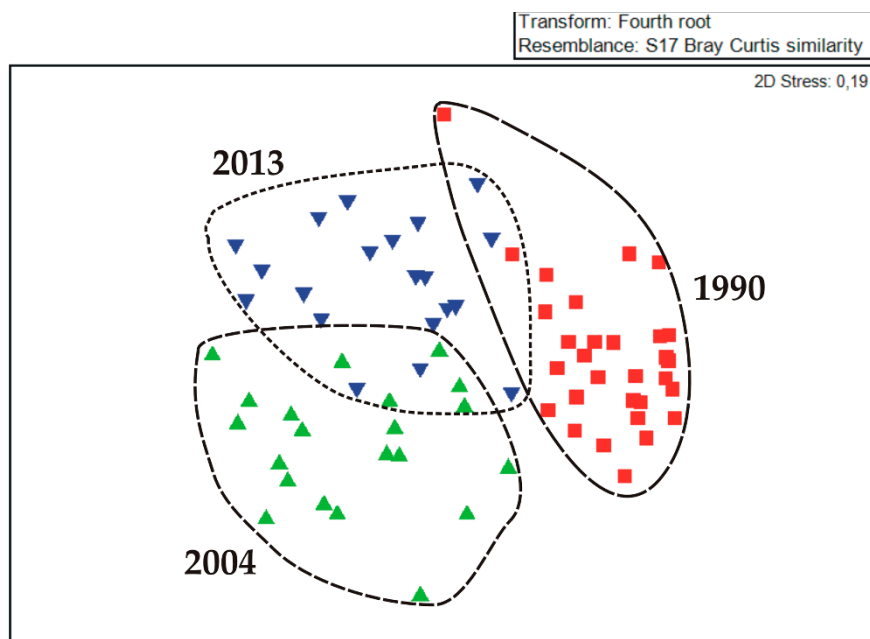 Transform: Fourth root
Resemblance: S17 Bray Curtis similarity
2D Stress: 0,19
2013
1990
2004